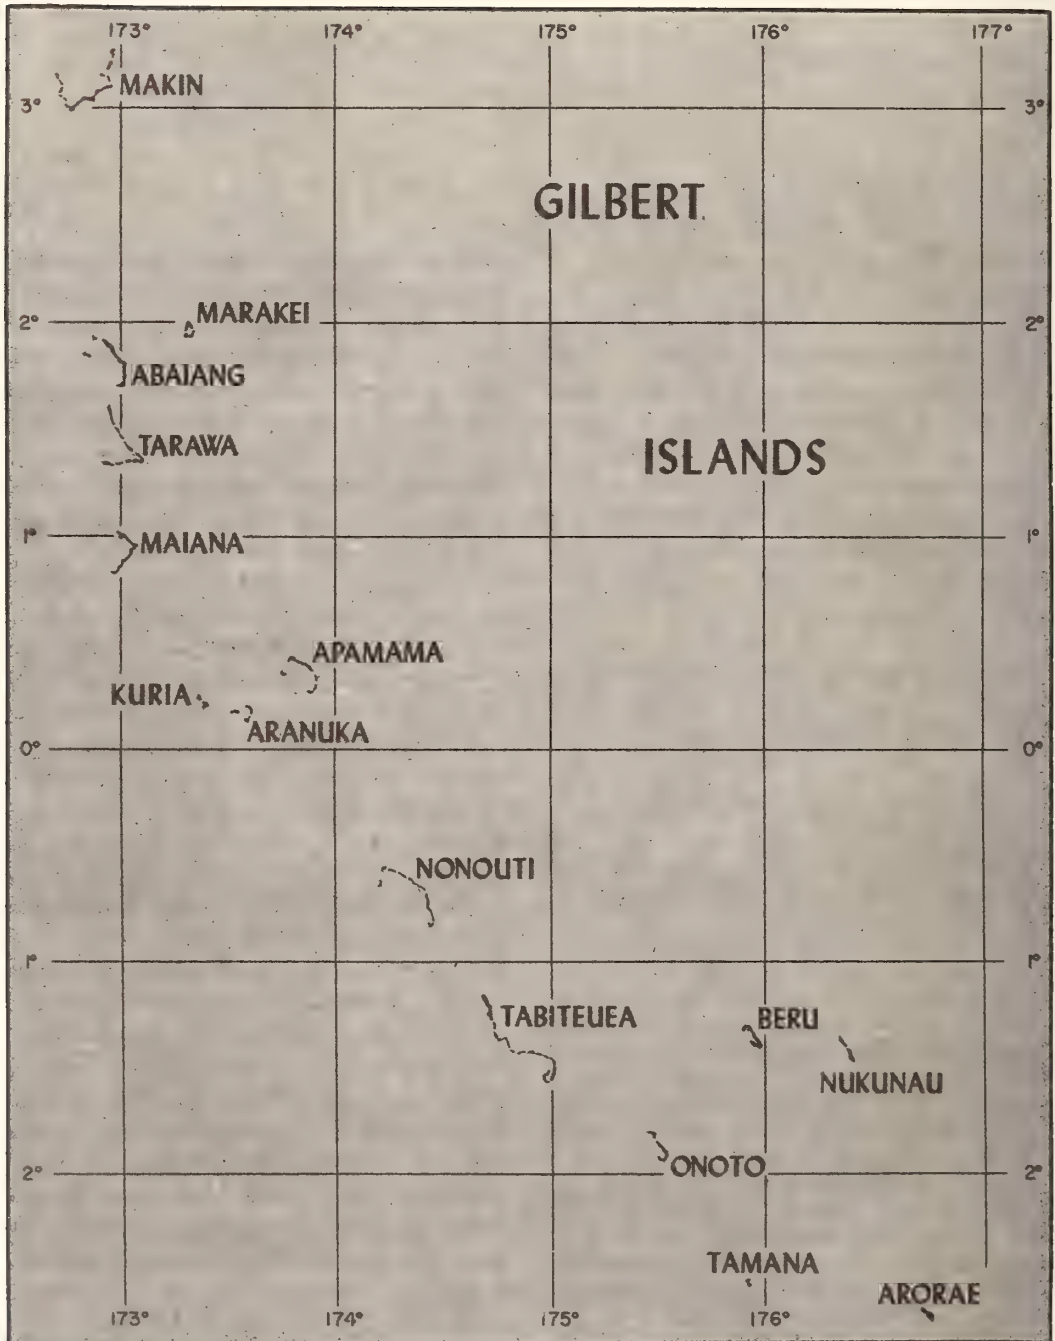 173° 174° 175° 176° 177°
MAKIN
3° 3°
GILBERT
MARAKEI
2° 2°
ABAIANG
TARAWA
ISLANDS
1° 1°
MAIANA
APAMAMA
KURIA
ARANUKA
0° 0°
NONOUTI
1° 1°
TABITEUEA
BERU
NUKUNAU
ONOTO
2° 2°
TAMANA
ARORAE
173° 174° 175° 176°